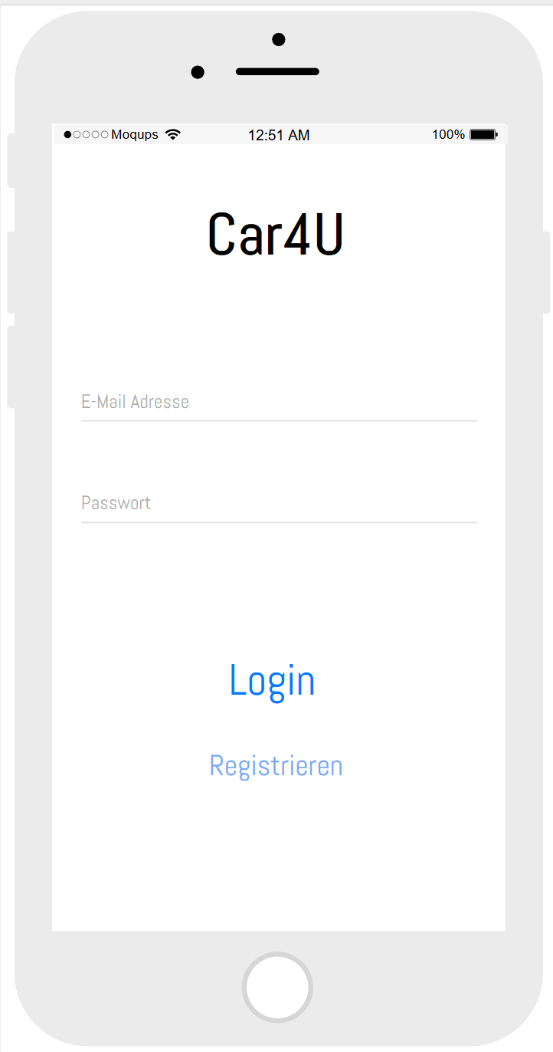 Moqups 12:51 AM 100%
Car4U
E-Mail Adresse
Passwort
Login
Registrieren